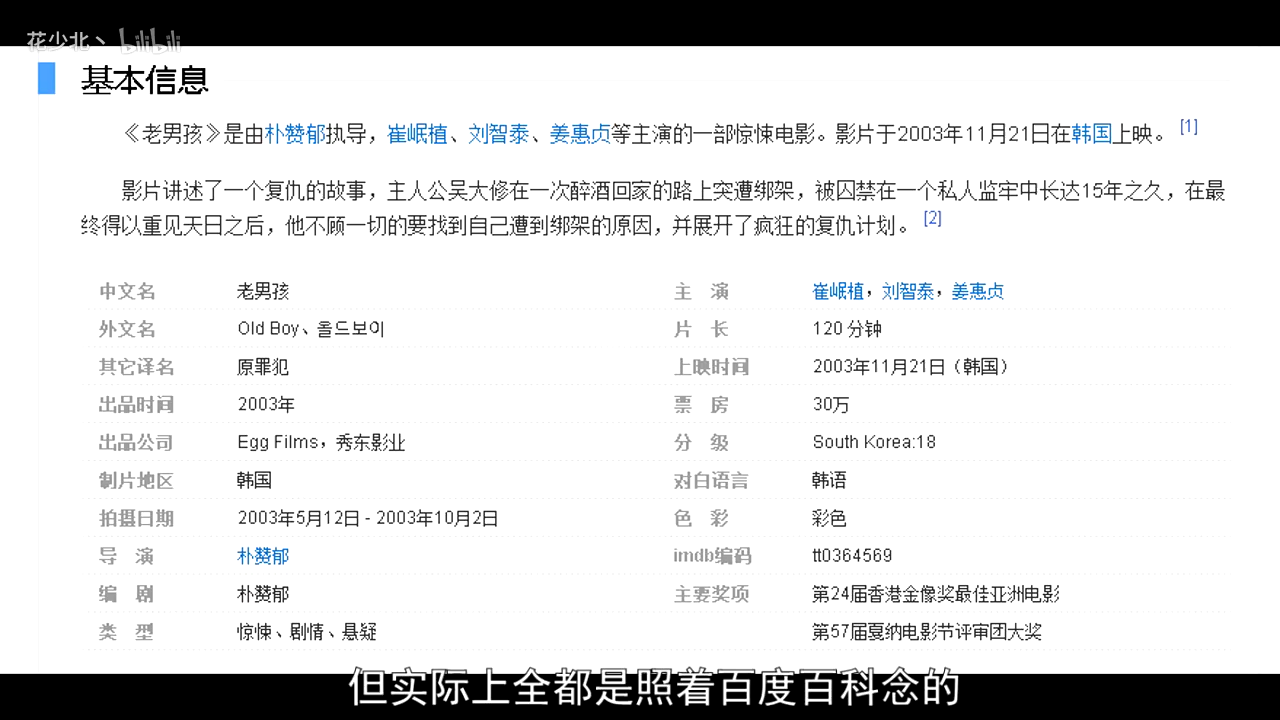 花少北丶 bilibili
基本信息
《老男孩》是由朴赞郁执导，崔岷植、刘智泰、姜惠贞等主演的一部惊悚电影。影片于2003年11月21日在韩国上映。 [1]
影片讲述了一个复仇的故事，主人公吴大修在一次醉酒回家的路上突遭绑架，被囚禁在一个私人监牢中长达15年之久，在最
终得以重见天日之后，他不顾一切的要找到自己遭到绑架的原因，并展开了疯狂的复仇计划。 [2]
中文名 老男孩 主 演 崔岷植，刘智泰，姜惠贞
外文名 Old Boy、올드보이 片 长 120 分钟
其它译名 原罪犯 上映时间 2003年11月21日（韩国）
出品时间 2003年 票 房 30万
出品公司 Egg Films，秀东影业 分 级 South Korea:18
制片地区 韩国 对白语言 韩语
拍摄日期 2003年5月12日 - 2003年10月2日 色 彩 彩色
导 演 朴赞郁 imdb编码 tt0364569
编 剧 朴赞郁 主要奖项 第24届香港金像奖最佳亚洲电影
类 型 惊悚、剧情、悬疑 第57届戛纳电影节评审团大奖
但实际上全都是照着百度百科念的